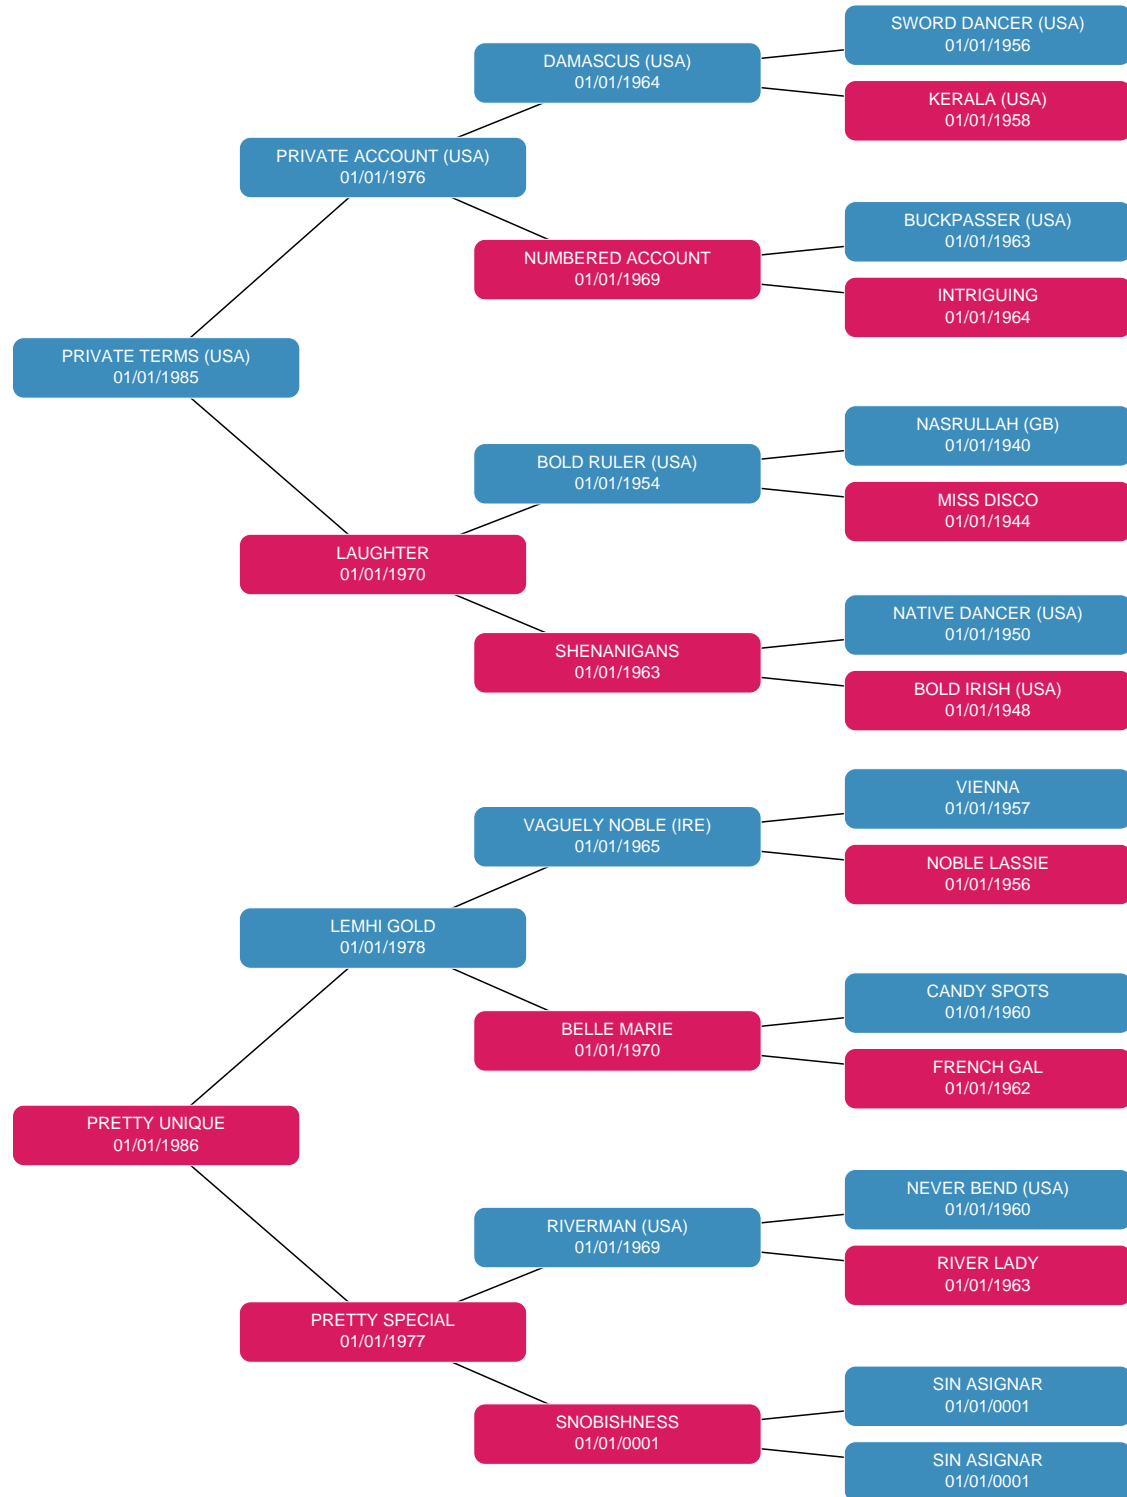 SWORD DANCER (USA)
01/01/1956
DAMASCUS (USA)
01/01/1964
KERALA (USA)
01/01/1958
PRIVATE ACCOUNT (USA)
01/01/1976
BUCKPASSER (USA)
01/01/1963
NUMBERED ACCOUNT
01/01/1969
INTRIGUING
01/01/1964
PRIVATE TERMS (USA)
01/01/1985
NASRULLAH (GB)
01/01/1940
BOLD RULER (USA)
01/01/1954
MISS DISCO
01/01/1944
LAUGHTER
01/01/1970
NATIVE DANCER (USA)
01/01/1950
SHENANIGANS
01/01/1963
BOLD IRISH (USA)
01/01/1948
VIENNA
01/01/1957
VAGUELY NOBLE (IRE)
01/01/1965
NOBLE LASSIE
01/01/1956
LEMHI GOLD
01/01/1978
CANDY SPOTS
01/01/1960
BELLE MARIE
01/01/1970
FRENCH GAL
01/01/1962
PRETTY UNIQUE
01/01/1986
NEVER BEND (USA)
01/01/1960
RIVERMAN (USA)
01/01/1969
RIVER LADY
01/01/1963
PRETTY SPECIAL
01/01/1977
SIN ASIGNAR
01/01/0001
SNOBISHNESS
01/01/0001
SIN ASIGNAR
01/01/0001